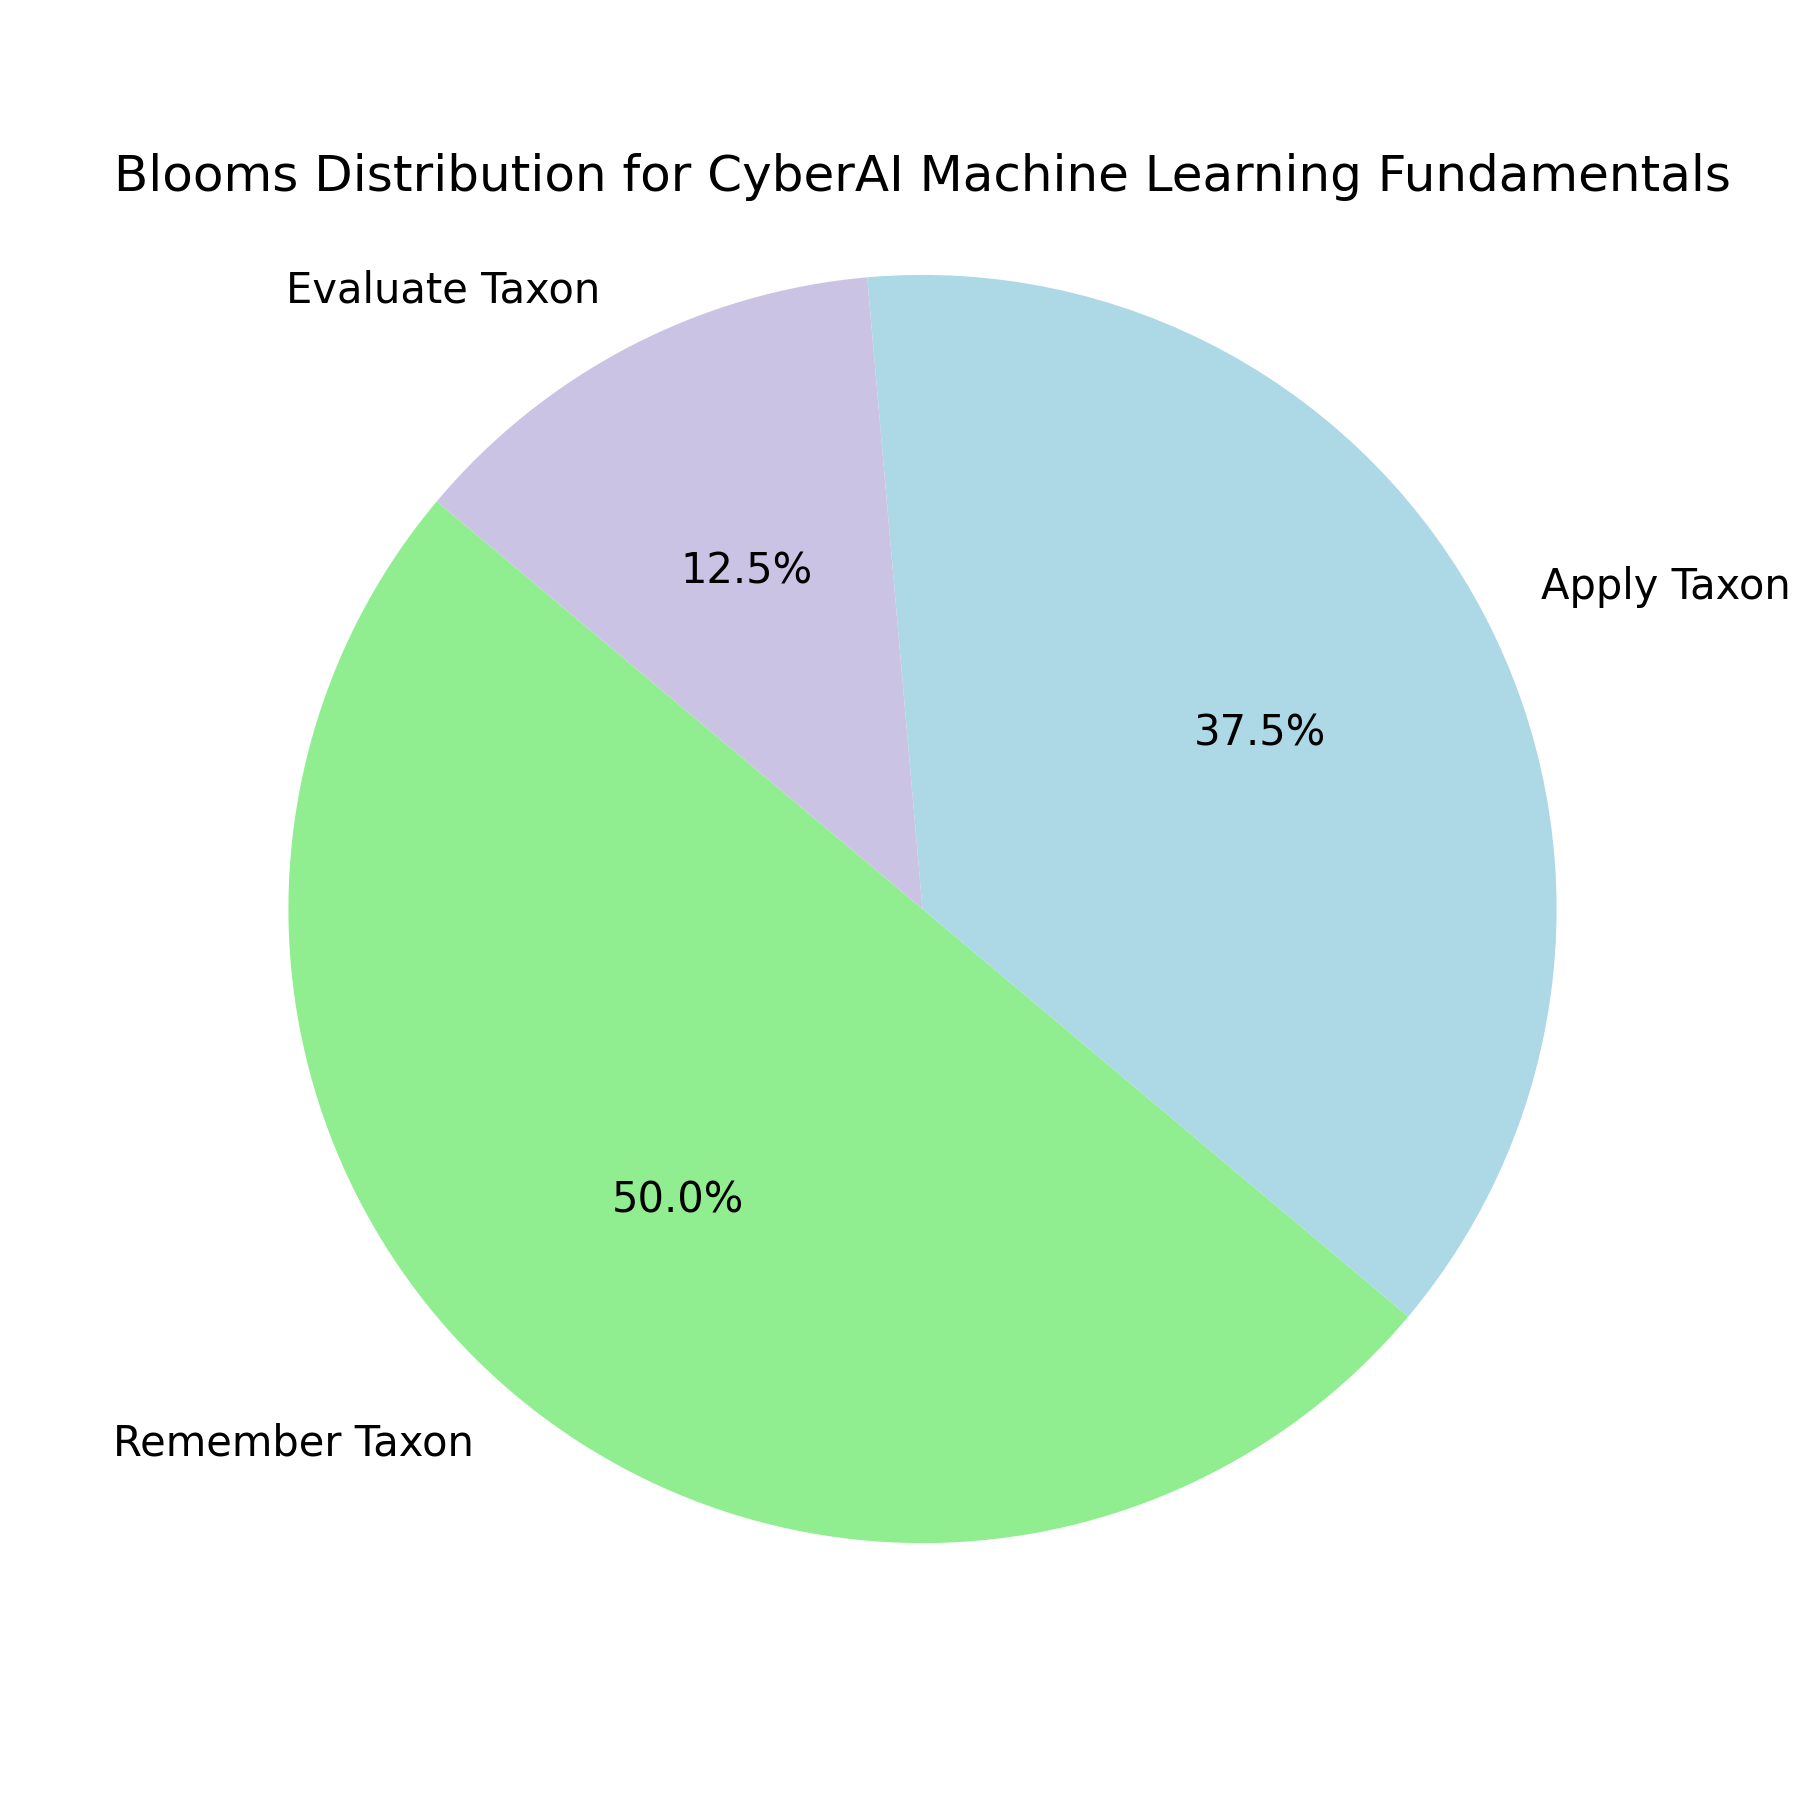 Blooms Distribution for CyberAI Machine Learning Fundamentals
Evaluate Taxon
12.5%
Apply Taxon
37.5%
50.0%
Remember Taxon